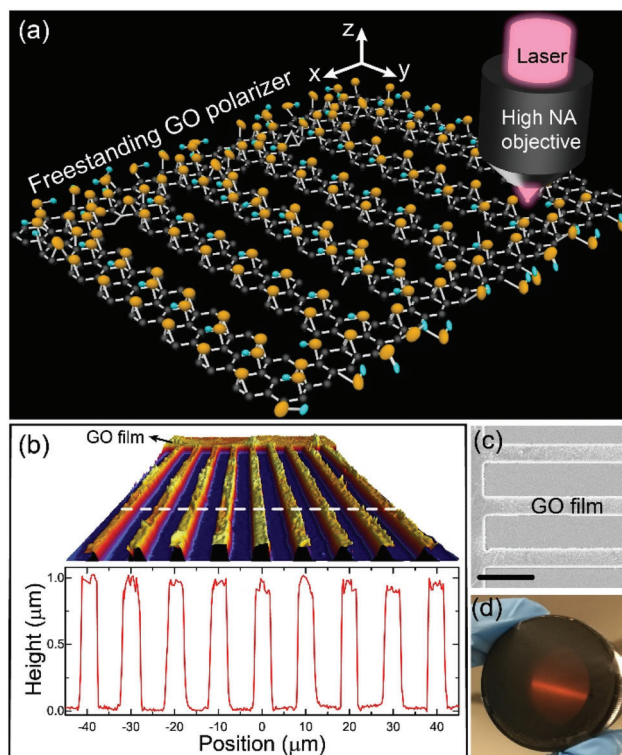 (a)
z
x
y
Laser
High NA
objective
Freestanding GO polarizer
(b)
GO film
Height (μm)
1.0
0.5
0.0
-40
-30
-20
-10
0
10
20
30
40
Position (μm)
(c)
GO film
(d)